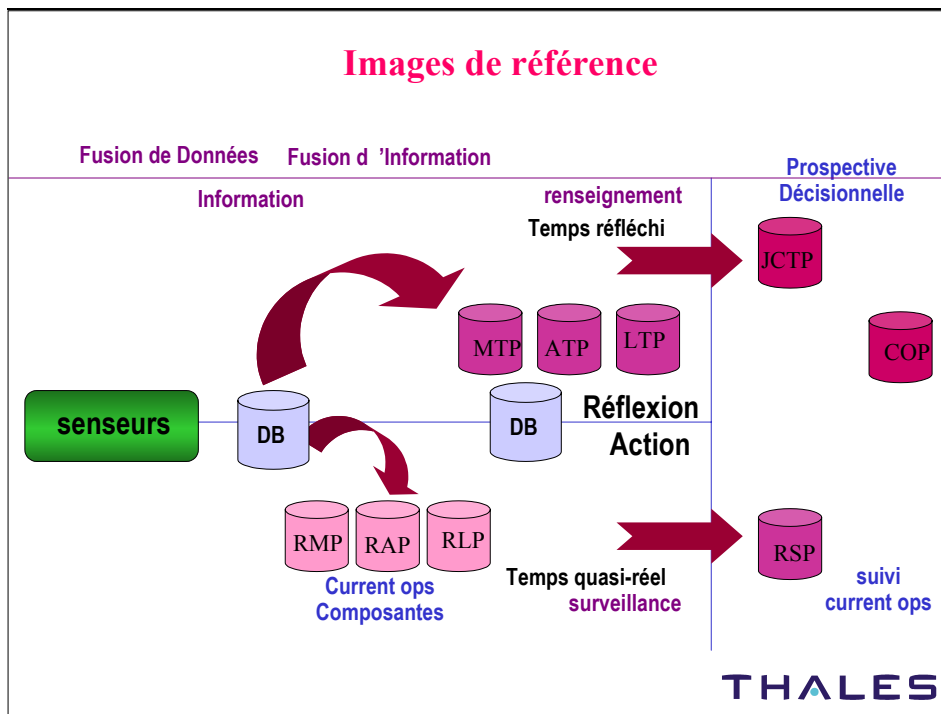 Images de référence
Fusion de Données
Fusion d 'Information
Prospective
Décisionnelle
Information
renseignement
Temps réfléchi
JCTP
MTP
ATP
LTP
COP
senseurs
DB
DB
Réflexion
Action
RMP
RAP
RLP
RSP
Current ops
Composantes
Temps quasi-réel
surveillance
suivi
current ops
THALES